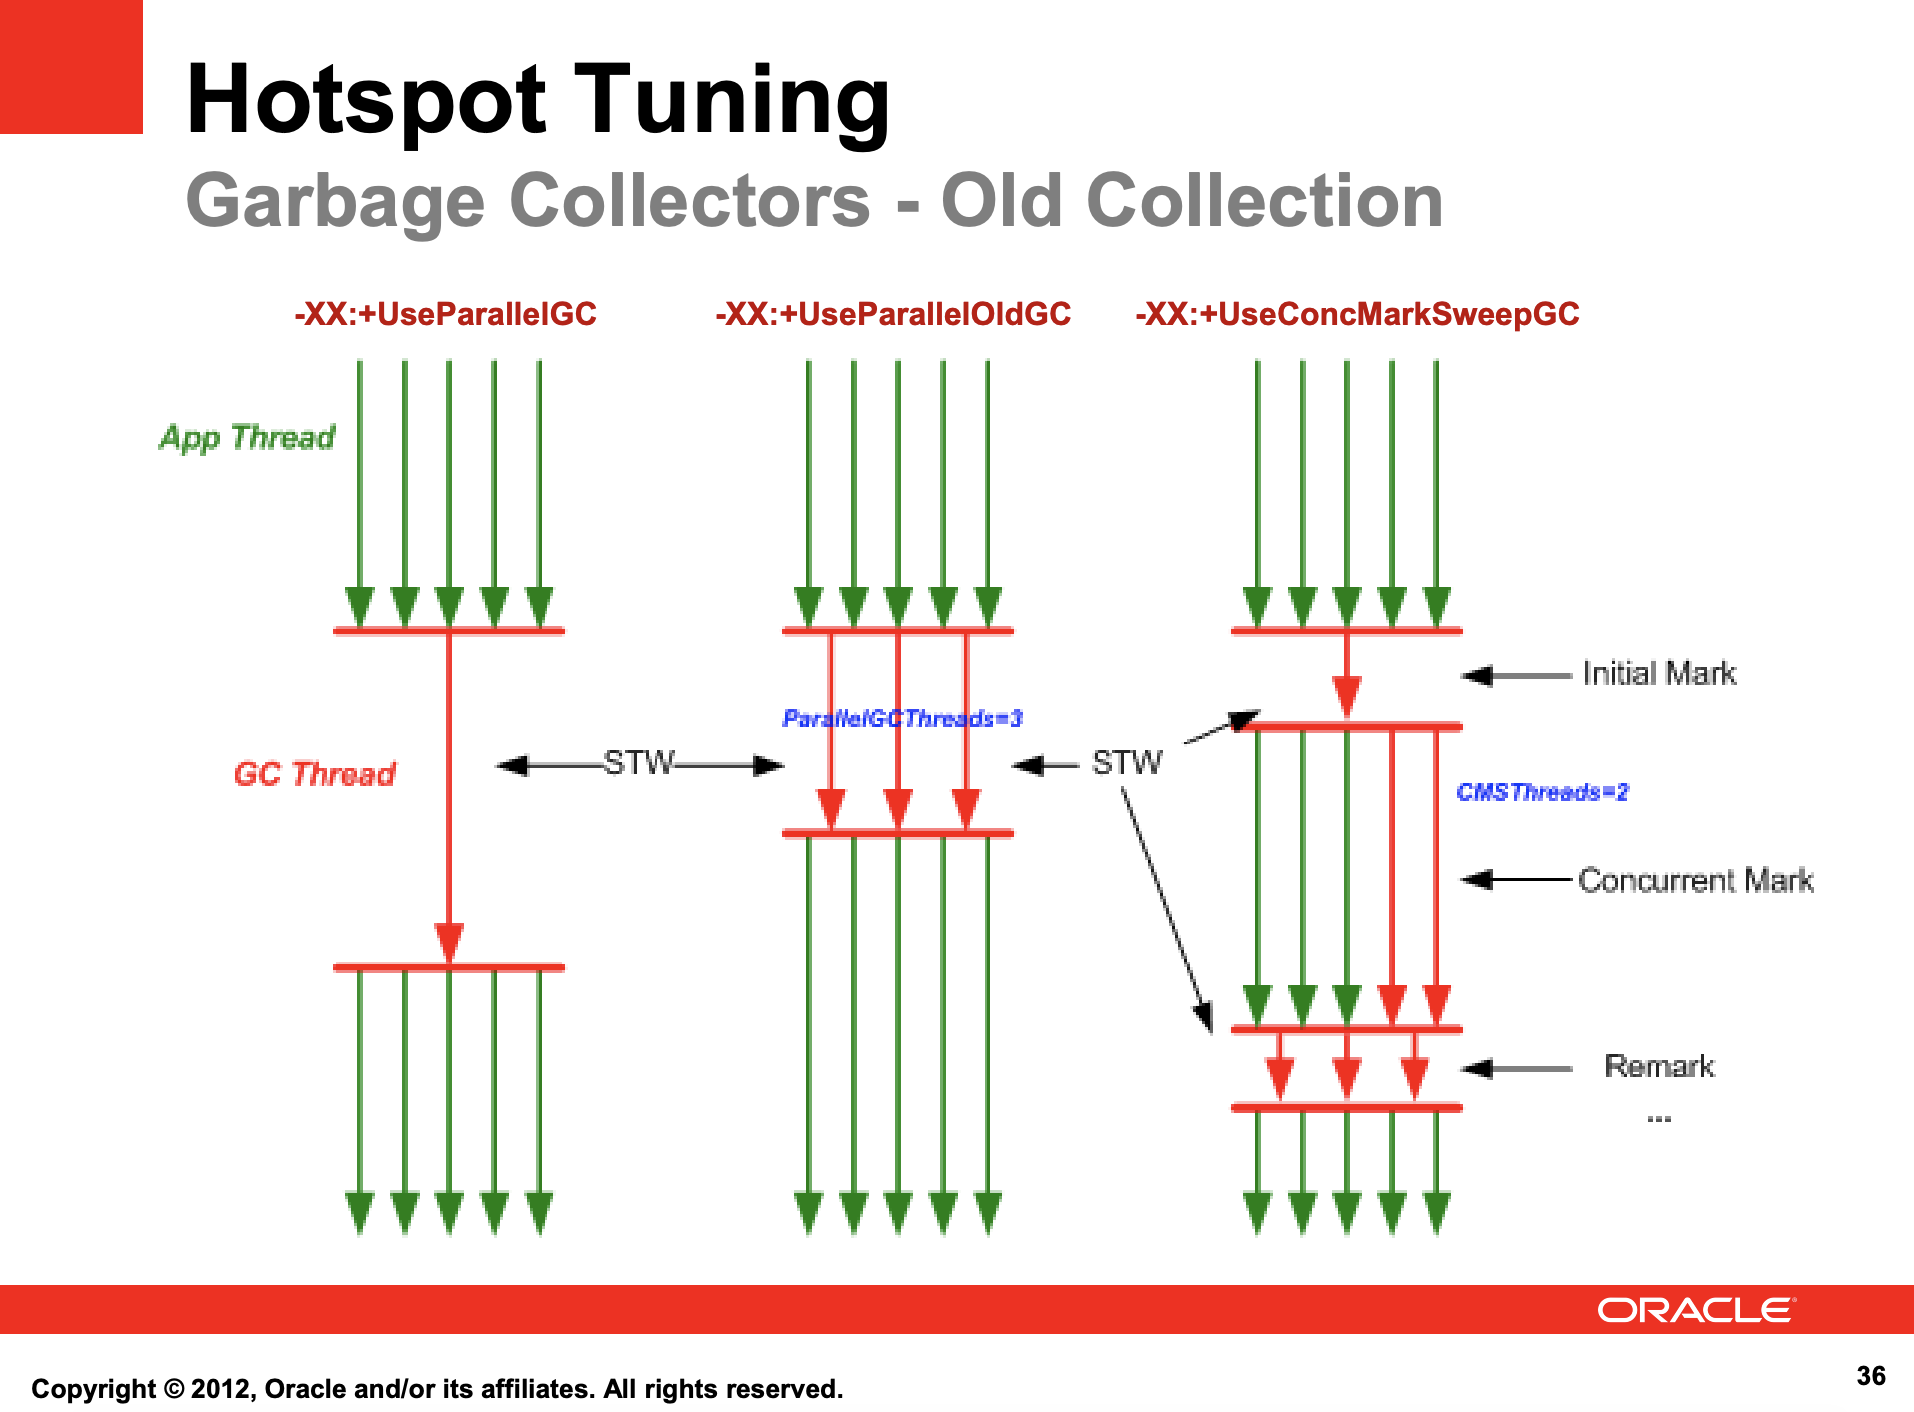 Hotspot Tuning
Garbage Collectors - Old Collection
-XX:+UseParallelGC
-XX:+UseParallelOldGC
-XX:+UseConcMarkSweepGC
App Thread
Initial Mark
ParallelGCThreads=3
GC Thread
STW
STW
CMSThreads=2
Concurrent Mark
Remark
...
ORACLE®
Copyright © 2012, Oracle and/or its affiliates. All rights reserved.
36